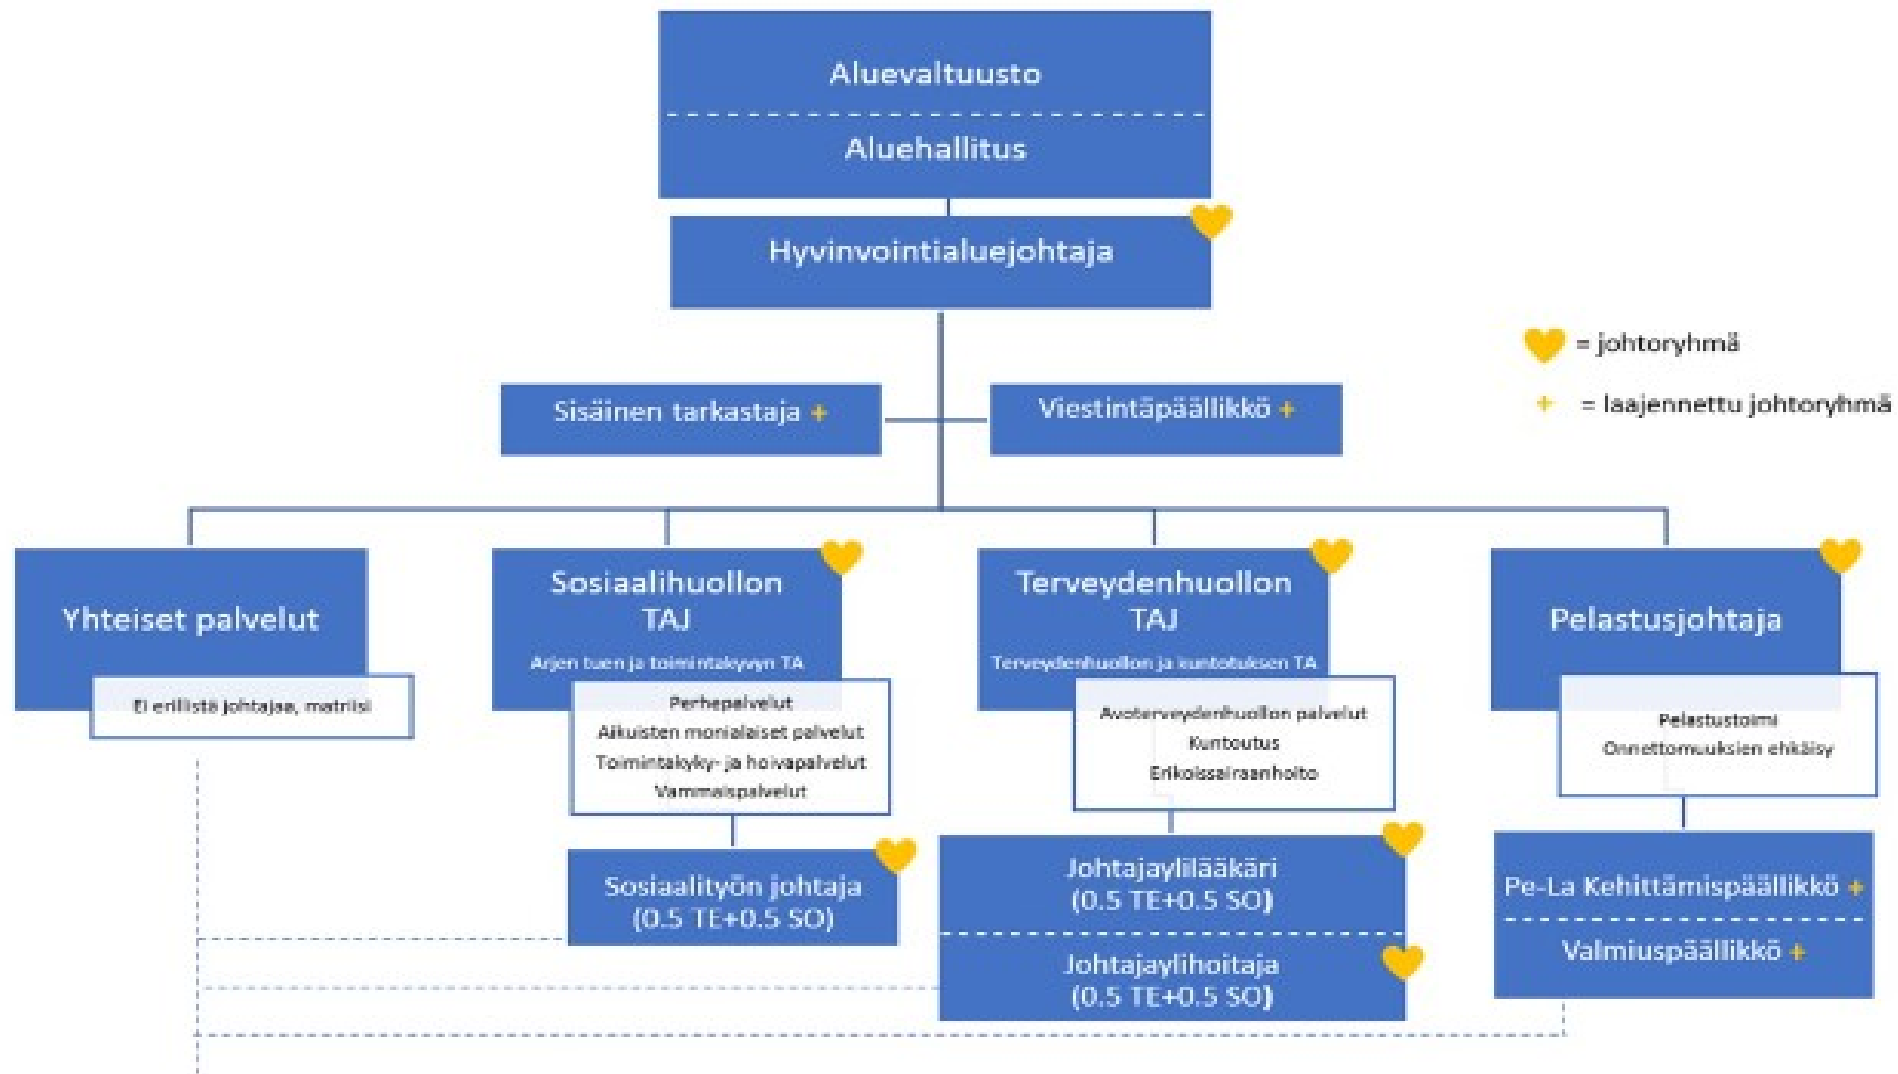 Aluevaltuusto
Aluehallitus
Hyvinvointialuejohtaja
= johtoryhmä
+ = laajennettu johtoryhmä
Sisäinen tarkastaja +
Viestintäpäällikkö +
Yhteiset palvelut
Ei erillistä johtajaa, matriisi
Sosiaalihuollon
TAJ
Arjen tuen ja toimintakyvyn TA
Perhepalvelut
Aikuisten monialaiset palvelut
Toimintakyky- ja hoivapalvelut
Vammaispalvelut
Sosiaalityön johtaja
(0.5 TE+0.5 SO)
Terveydenhuollon
TAJ
Terveydenhuollon ja kuntotuksen TA
Avoterveydenhuollon palvelut
Kuntoutus
Erikoissairaanhoito
Johtajaylilääkäri
(0.5 TE+0.5 SO)
Johtajaylihoitaja
(0.5 TE+0.5 SO)
Pelastusjohtaja
Pelastustoimi
Onnettomuuksien ehkäisy
Pe-La Kehittämispäällikkö +
Valmiuspäällikkö +